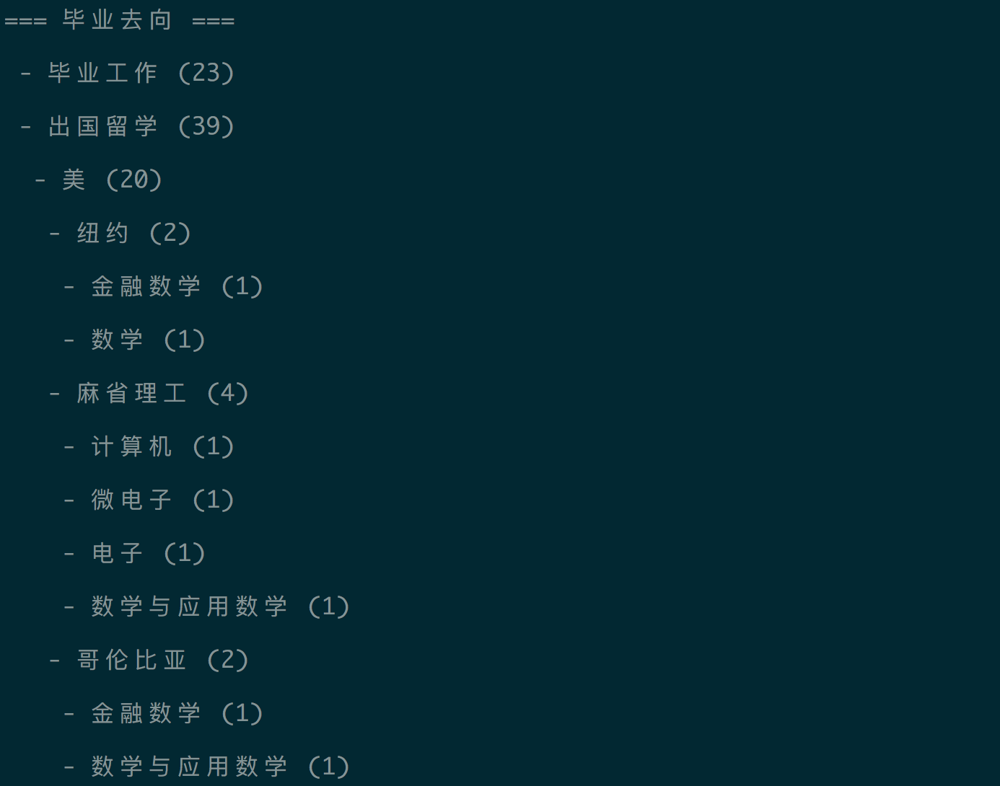 === 毕业去向 ===
- 毕业工作 (23)
- 出国留学 (39)
- 美 (20)
- 纽约 (2)
- 金融数学 (1)
- 数学 (1)
- 麻省理工 (4)
- 计算机 (1)
- 微电子 (1)
- 电子 (1)
- 数学与应用数学 (1)
- 哥伦比亚 (2)
- 金融数学 (1)
- 数学与应用数学 (1)